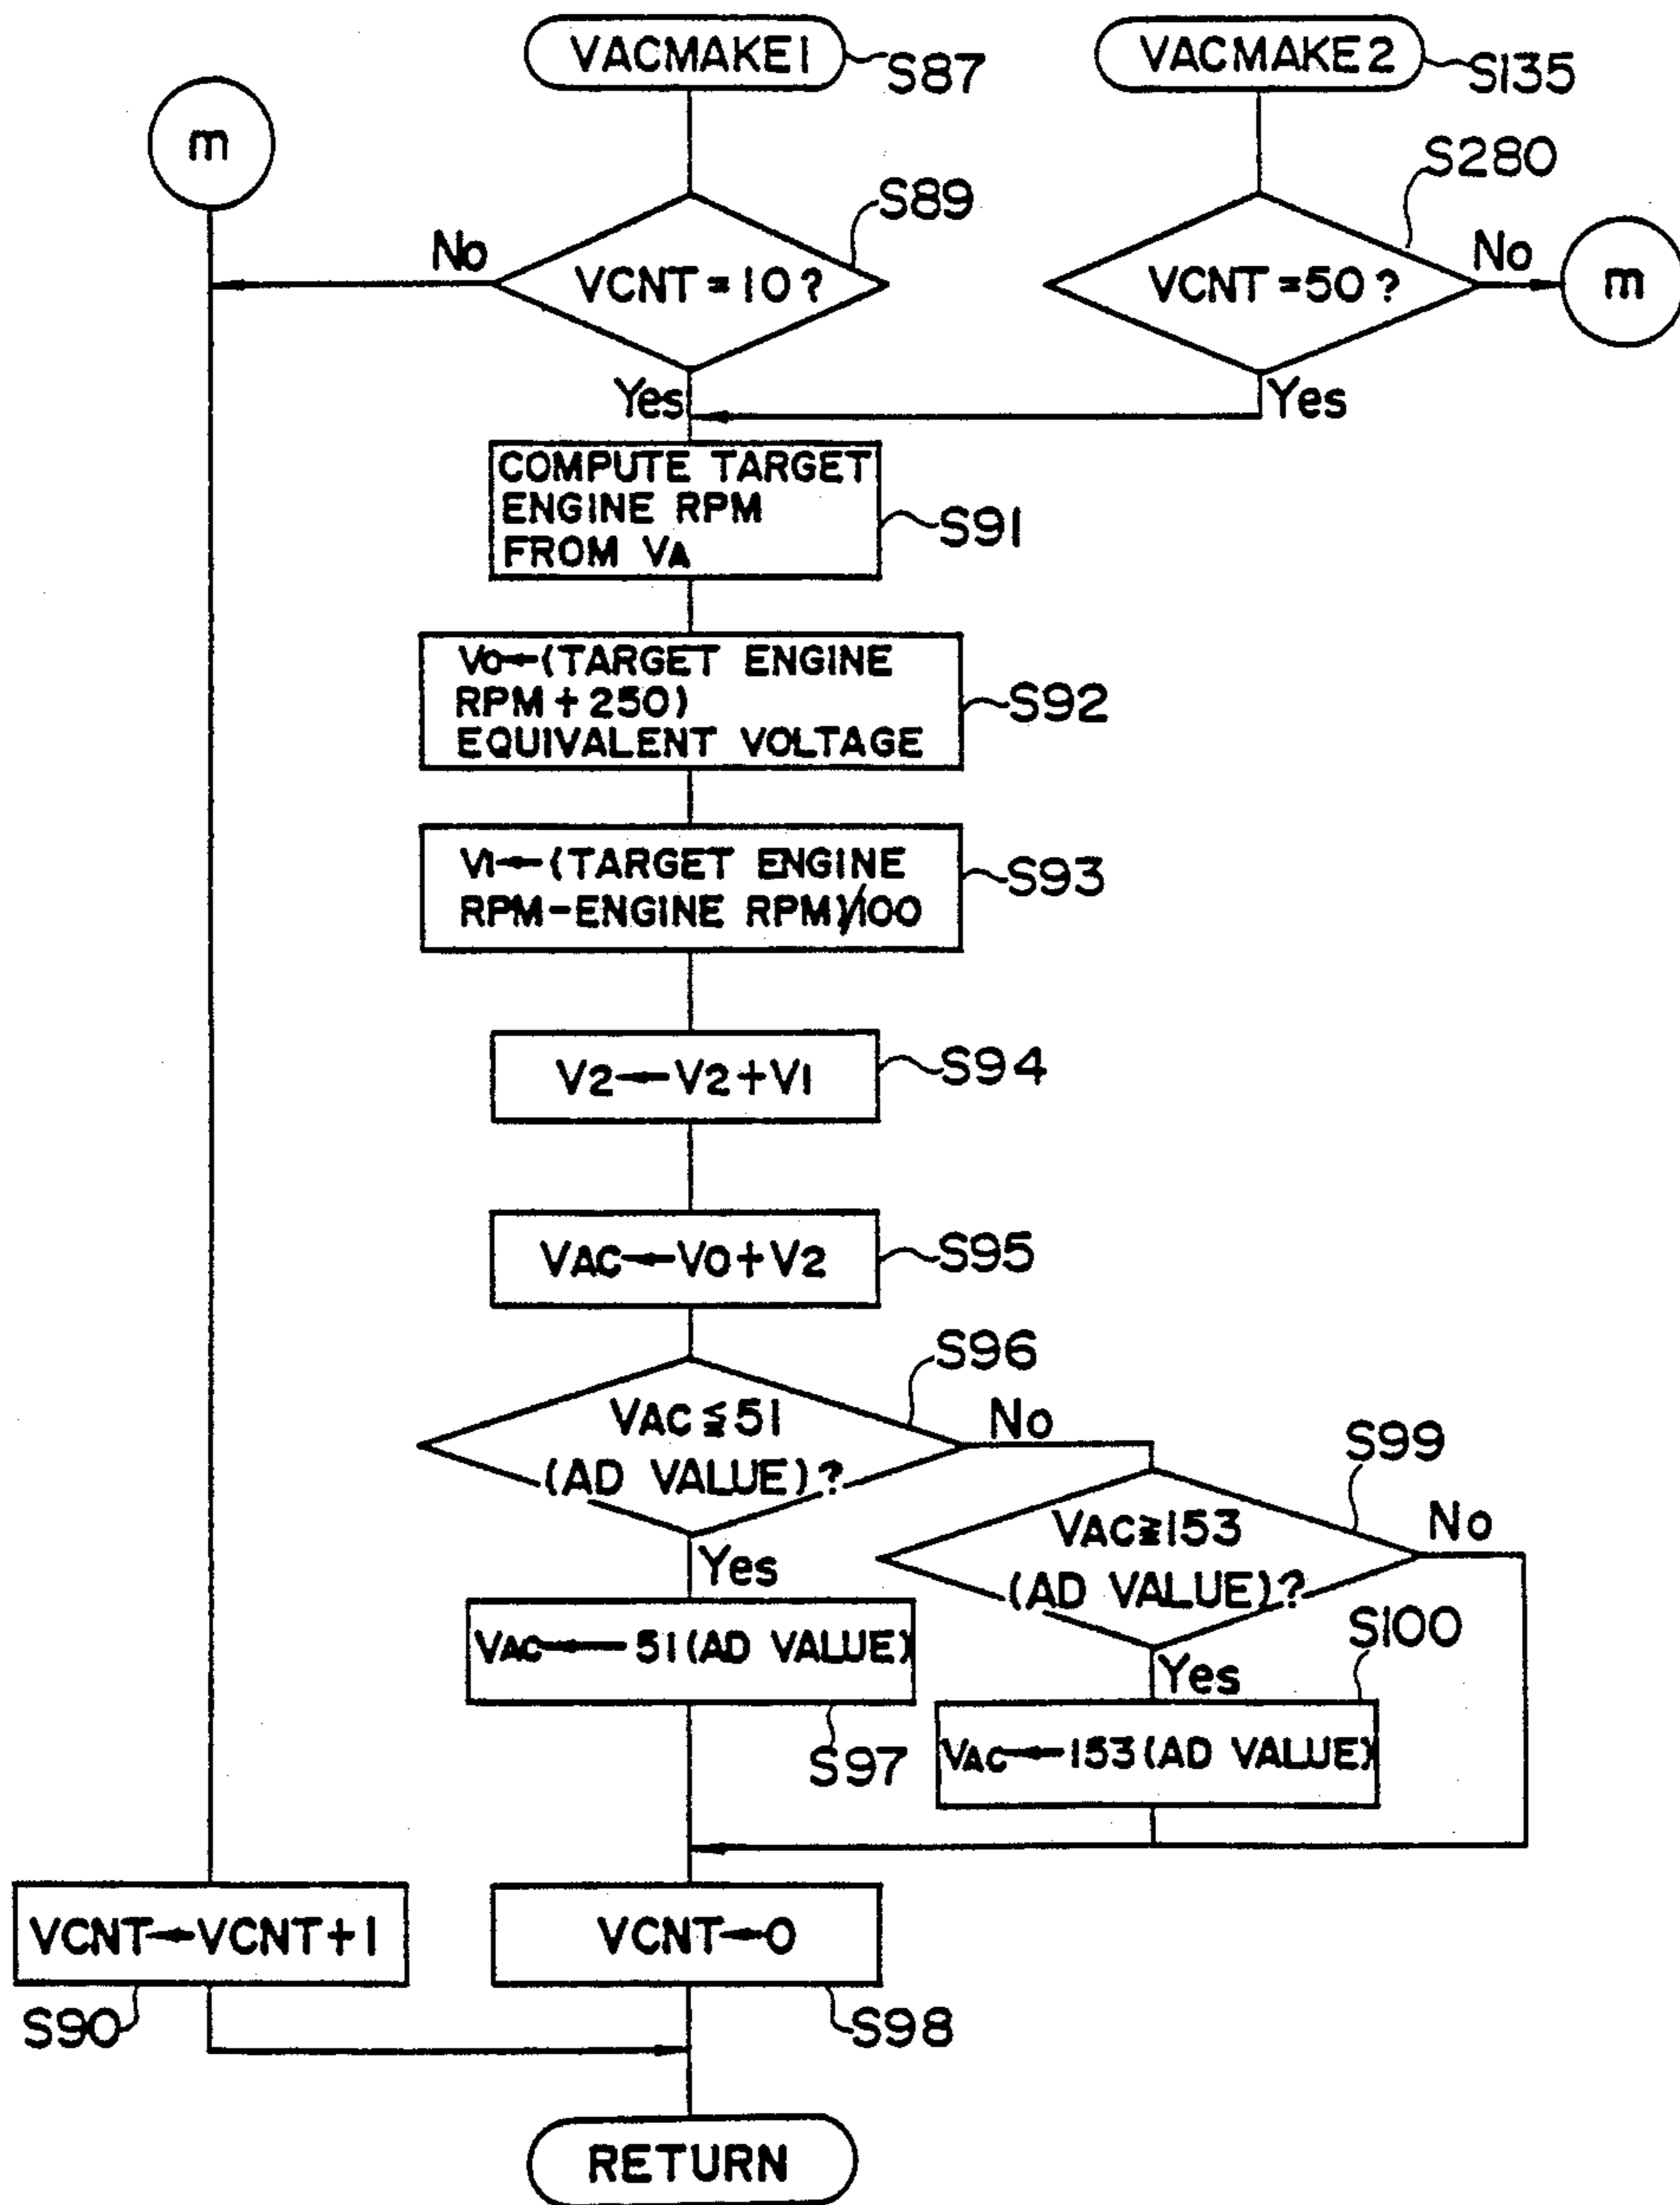 VACMAKE1
S87
VACMAKE2
S135
m
S89
S280
No
VCNT=10?
VCNT=50?
No
m
Yes
Yes
COMPUTE TARGET
ENGINE RPM
FROM VA
S91
V0←(TARGET ENGINE
RPM+250)
EQUIVALENT VOLTAGE
S92
V1←(TARGET ENGINE
RPM-ENGINE RPM)/100
S93
V2←V2+V1
S94
VAC←V0+V2
S95
S96
VAC≦51
(AD VALUE)?
No
S99
VAC≧153
(AD VALUE)?
No
Yes
VAC←51(AD VALUE)
S97
S100
Yes
VAC←153(AD VALUE)
VCNT←VCNT+1
S90
VCNT←0
S98
RETURN